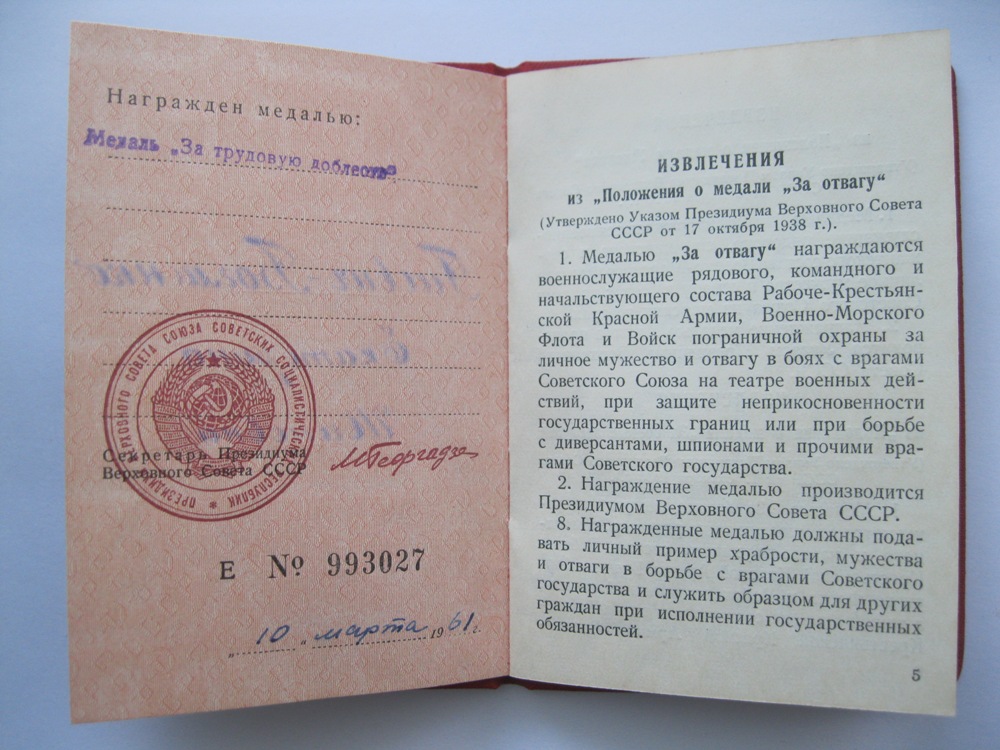 Награжден медалью:
Медаль „За трудовую доблесть"
ПРЕЗИДИУМ ВЕРХОВНОГО СОВЕТА СОЮЗА СОВЕТСКИХ СОЦИАЛИСТИЧЕСКИХ РЕСПУБЛИК *
Секретарь Президиума
Верховного Совета СССР
МГеоргадзе
Е № 993027
„10 „ марта 1961 г.
ИЗВЛЕЧЕНИЯ
из „Положения о медали „За отвагу"
(Утверждено Указом Президиума Верховного Совета
СССР от 17 октября 1938 г.).
1. Медалью „За отвагу" награждаются
военнослужащие рядового, командного и
начальствующего состава Рабоче-Крестьян-
ской Красной Армии, Военно-Морского
Флота и Войск пограничной охраны за
личное мужество и отвагу в боях с врагами
Советского Союза на театре военных дей-
ствий, при защите неприкосновенности
государственных границ или при борьбе
с диверсантами, шпионами и прочими вра-
гами Советского государства.
2. Награждение медалью производится
Президиумом Верховного Совета СССР.
8. Награжденные медалью должны пода-
вать личный пример храбрости, мужества
и отваги в борьбе с врагами Советского
государства и служить образцом для других
граждан при исполнении государственных
обязанностей.
5